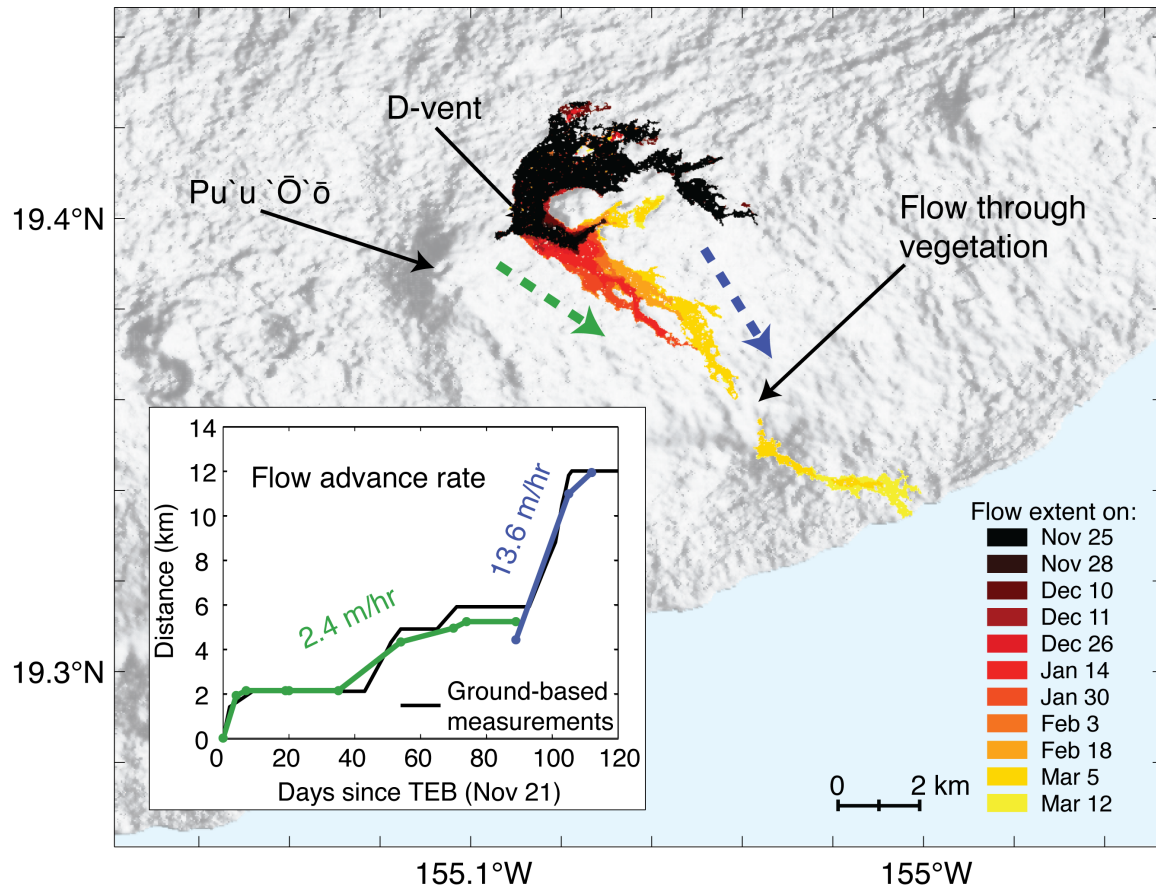 D-vent
Pu`u `Ō`ō
19.4°N
Flow through
vegetation
14
12
10
8
6
4
2
0
Distance (km)
Flow advance rate
2.4 m/hr
13.6 m/hr
Ground-based
measurements
0 20 40 60 80 100 120
Days since TEB (Nov 21)
19.3°N
Flow extent on:
Nov 25
Nov 28
Dec 10
Dec 11
Dec 26
Jan 14
Jan 30
Feb 3
Feb 18
Mar 5
Mar 12
0 2 km
155.1°W
155°W